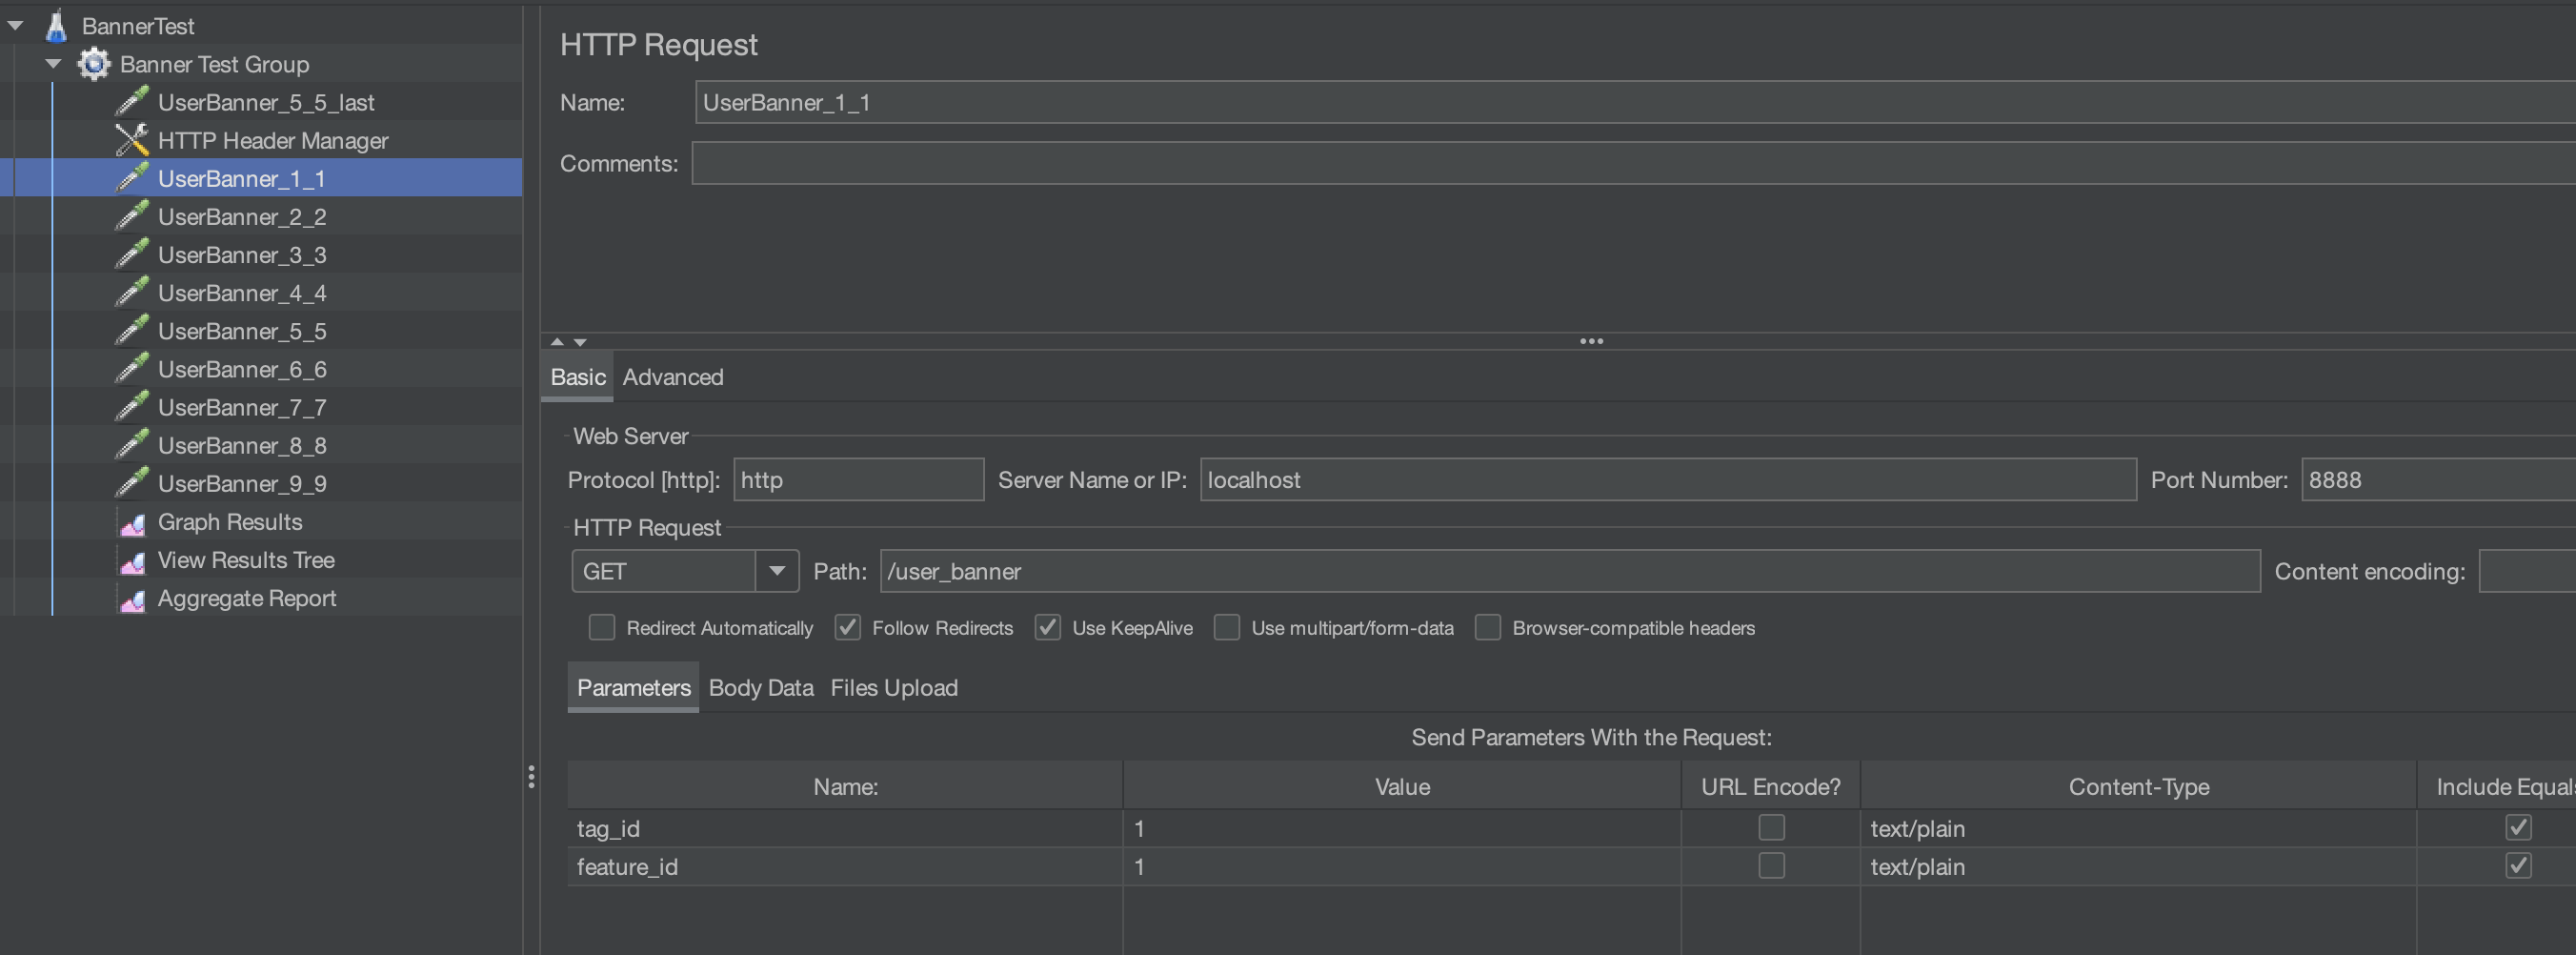 BannerTest
Banner Test Group
UserBanner_5_5_last
HTTP Header Manager
UserBanner_1_1
UserBanner_2_2
UserBanner_3_3
UserBanner_4_4
UserBanner_5_5
UserBanner_6_6
UserBanner_7_7
UserBanner_8_8
UserBanner_9_9
Graph Results
View Results Tree
Aggregate Report
HTTP Request
Name: UserBanner_1_1
Comments:
Basic Advanced
Web Server
Protocol [http]: http Server Name or IP: localhost Port Number: 8888
HTTP Request
GET Path: /user_banner Content encoding:
Redirect Automatically Follow Redirects Use KeepAlive Use multipart/form-data Browser-compatible headers
Parameters Body Data Files Upload
Send Parameters With the Request:
Name: Value URL Encode? Content-Type Include Equals
tag_id 1 text/plain
feature_id 1 text/plain